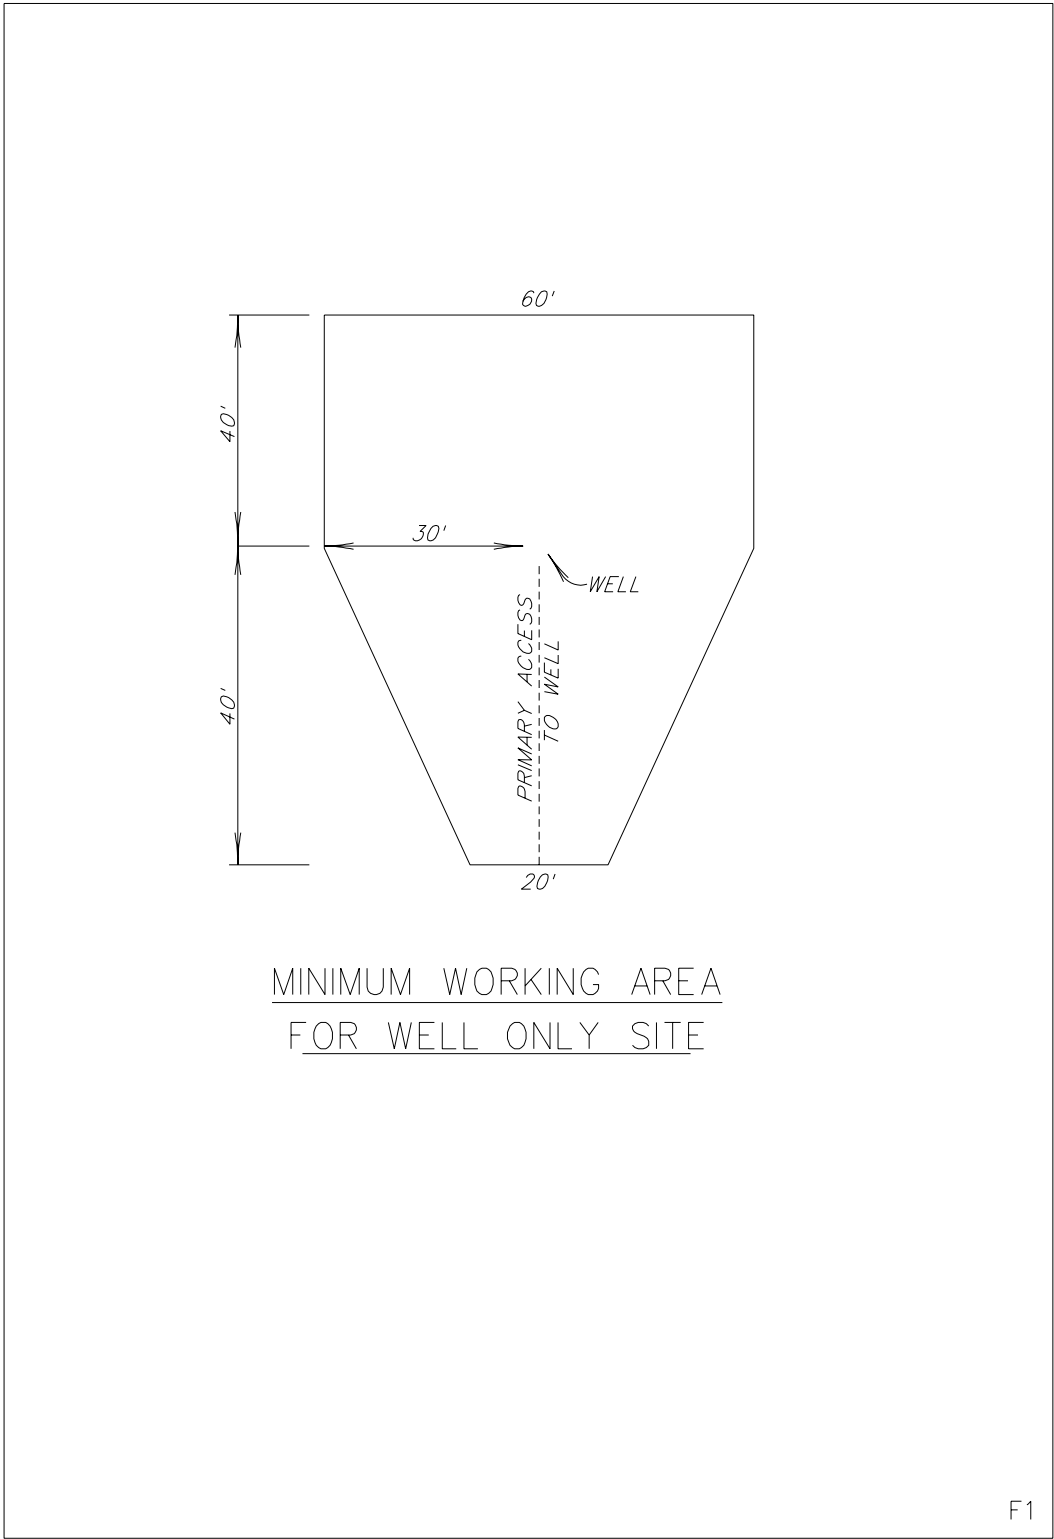 60'
40'
30'
WELL
PRIMARY ACCESS
TO WELL
40'
20'
MINIMUM WORKING AREA
FOR WELL ONLY SITE
F1